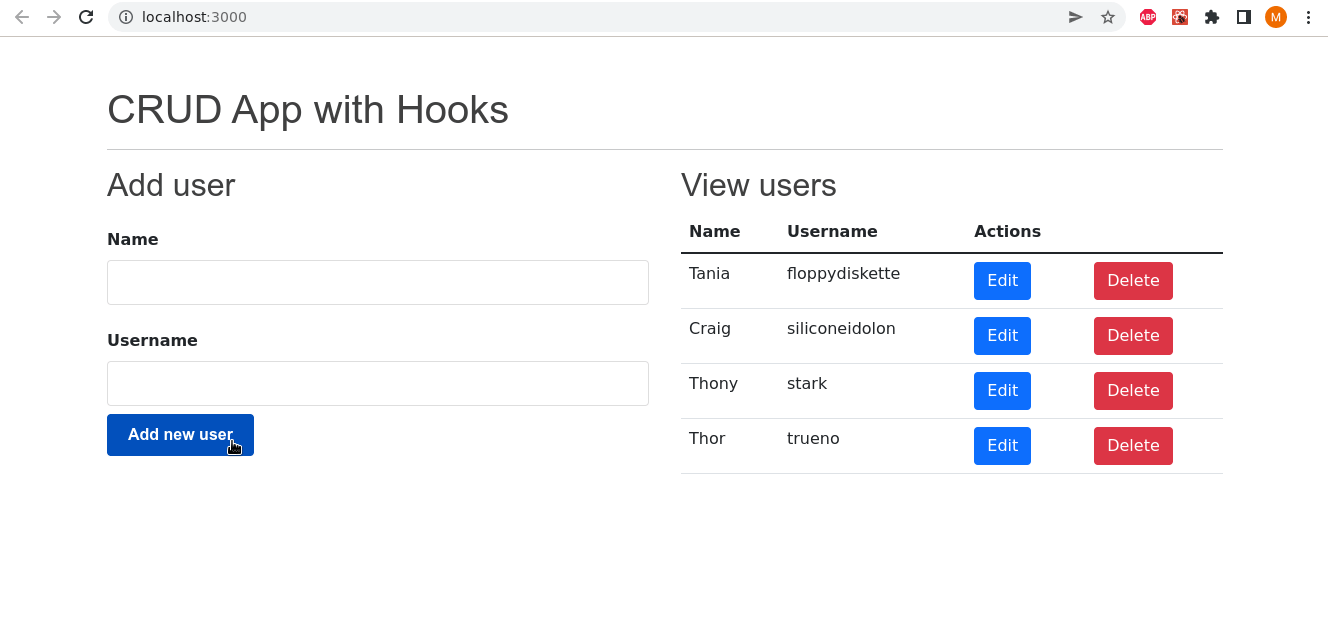 localhost:3000
ABP
M
CRUD App with Hooks
Add user
Name
Username
Add new user
View users
Name Username Actions
Tania floppydiskette Edit Delete
Craig siliconeidolon Edit Delete
Thony stark Edit Delete
Thor trueno Edit Delete